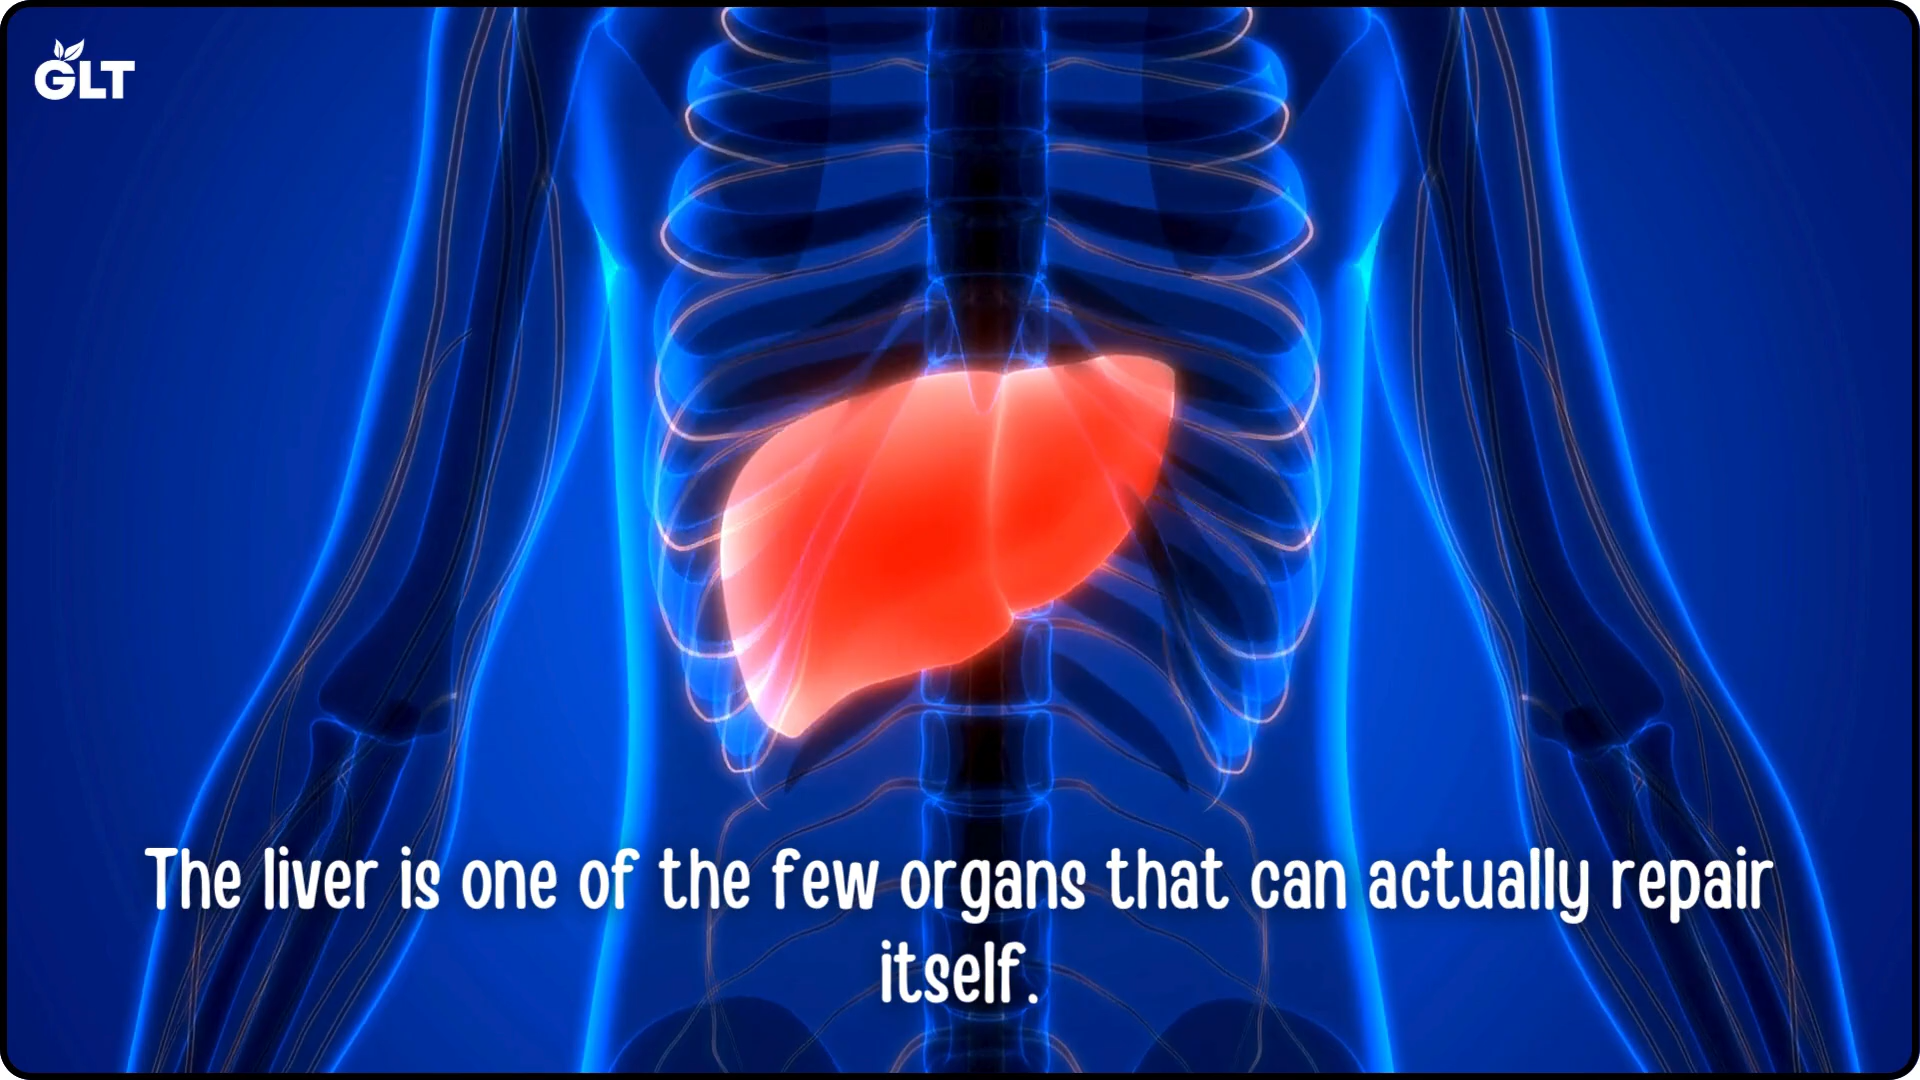 GLT
The liver is one of the few organs that can actually repair
itself.